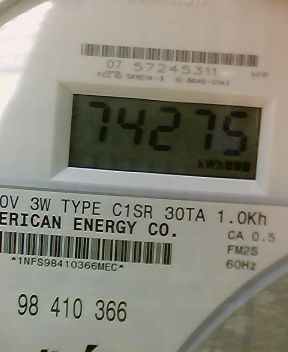 07 57245311
74275
kWh
0V 3W TYPE C1SR 30TA 1.0Kh
ERICAN ENERGY CO.
CA 0.5
FM2S
60Hz
*1NFS98410366MEC*
98 410 366